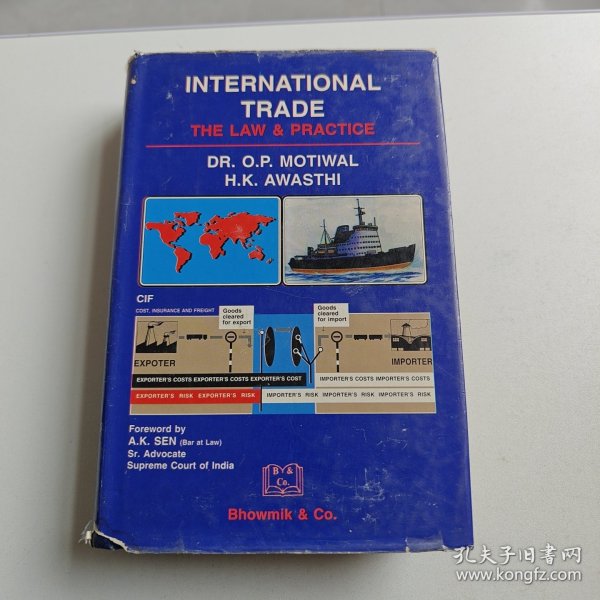 INTERNATIONAL
TRADE
THE LAW & PRACTICE
DR. O.P. MOTIWAL
H.K. AWASTHI
CIF
COST, INSURANCE AND FREIGHT
Goods
cleared
for export
Goods
cleared
for import
EXPOTER
IMPORTER
EXPORTER'S COSTS EXPORTER'S COSTS EXPORTER'S COST
IMPORTER'S COSTS IMPORTER'S COSTS
EXPORTER'S RISK EXPORTER'S RISK
IMPORTER'S RISK IMPORTER'S RISK IMPORTER'S RISK
Foreword by
A.K. SEN (Bar at Law)
Sr. Advocate
Supreme Court of India
B & Co.
Bhowmik & Co.
孔夫子旧书网
www.kongfz.com